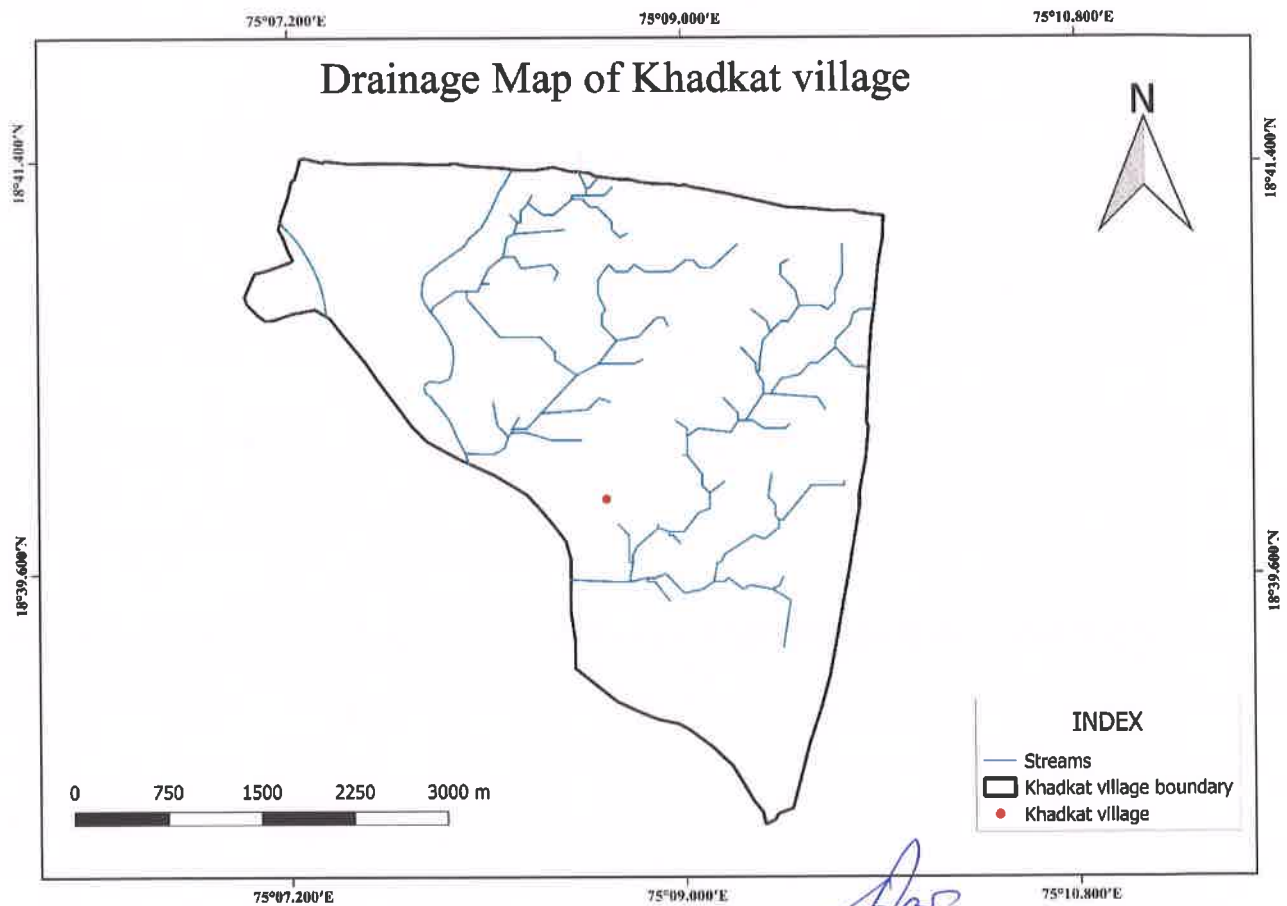 75°07.200'E 75°09.000'E 75°10.800'E
Drainage Map of Khadkat village
N
18°41.400'N 18°41.400'N
18°39.600'N 18°39.600'N
INDEX
Streams
Khadkat village boundary
Khadkat village
0 750 1500 2250 3000 m
75°07.200'E 75°09.000'E 75°10.800'E